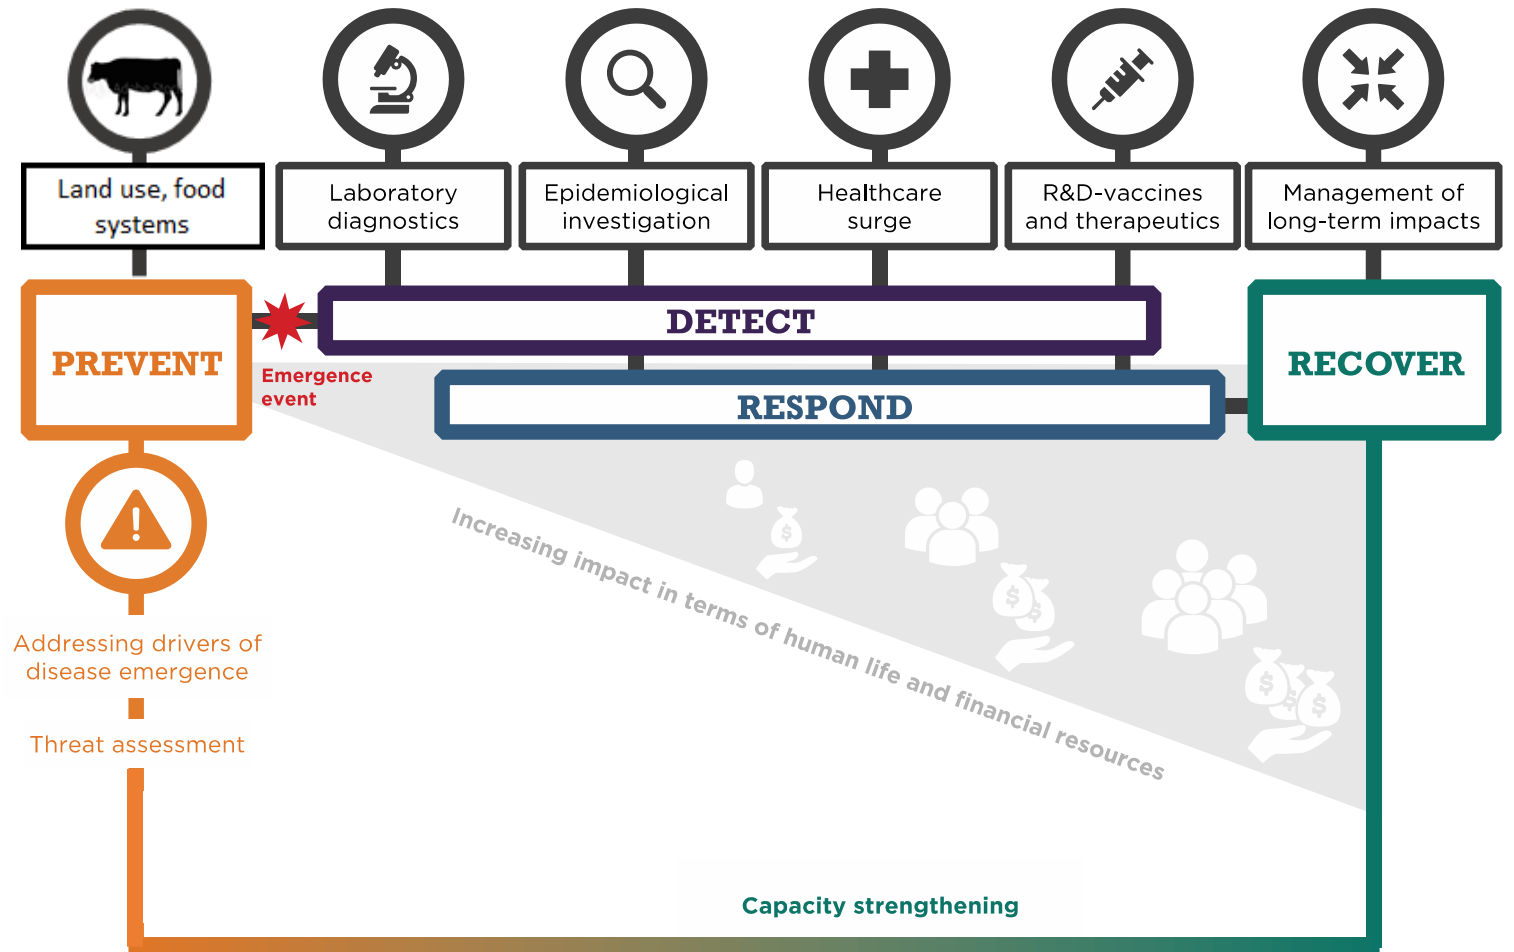 Land use, food
systems
Laboratory
diagnostics
Epidemiological
investigation
Healthcare
surge
R&D-vaccines
and therapeutics
Management of
long-term impacts
PREVENT
Emergence
event
DETECT
RESPOND
RECOVER
Increasing impact in terms of human life and financial resources
$
$
$
$
$
$
!
Addressing drivers of
disease emergence
Threat assessment
Capacity strengthening